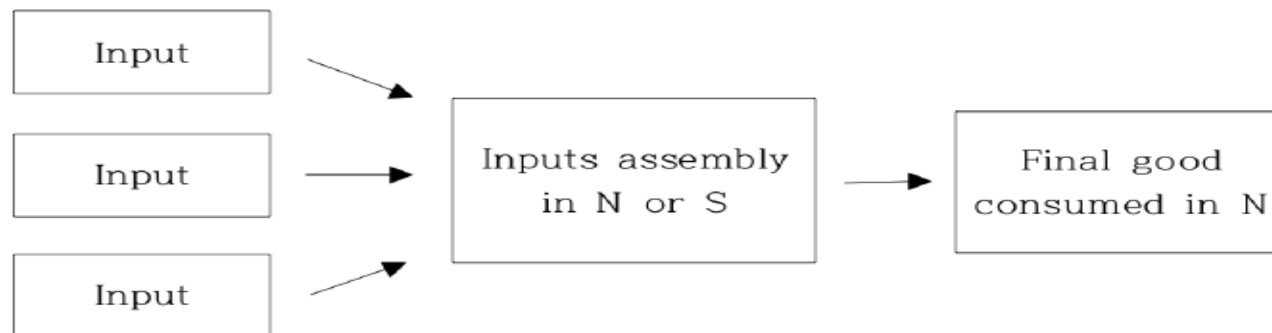 Input
Input
Input
Inputs assembly
in N or S
Final good
consumed in N